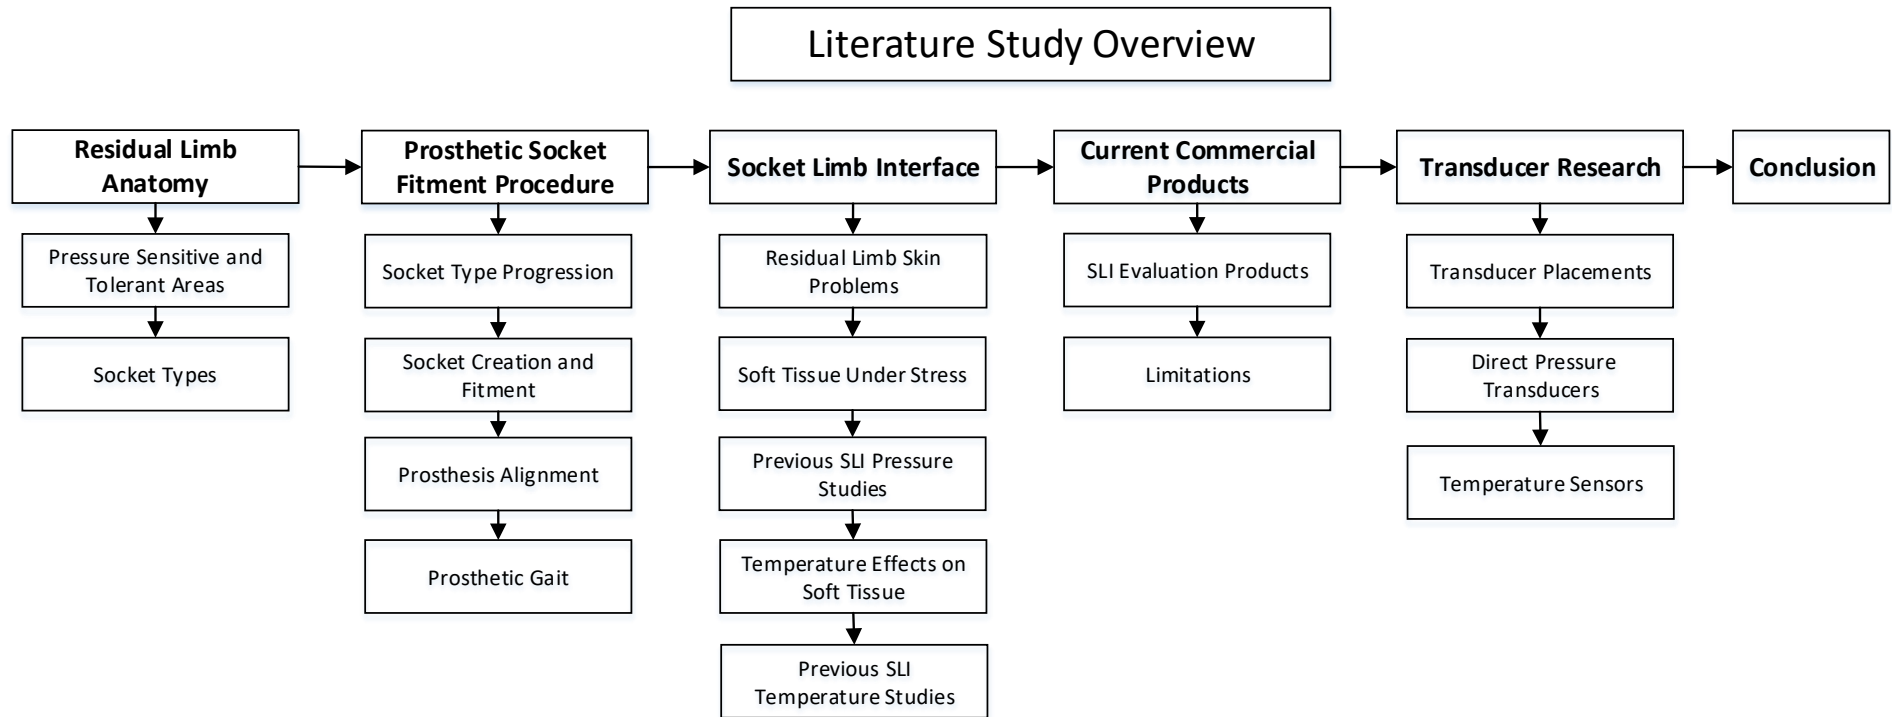 Literature Study Overview
Residual Limb
Anatomy
Pressure Sensitive and
Tolerant Areas
Socket Types
Prosthetic Socket
Fitment Procedure
Socket Type Progression
Socket Creation and
Fitment
Prosthesis Alignment
Prosthetic Gait
Socket Limb Interface
Residual Limb Skin
Problems
Soft Tissue Under Stress
Previous SLI Pressure
Studies
Temperature Effects on
Soft Tissue
Previous SLI
Temperature Studies
Current Commercial
Products
SLI Evaluation Products
Limitations
Transducer Research
Transducer Placements
Direct Pressure
Transducers
Temperature Sensors
Conclusion